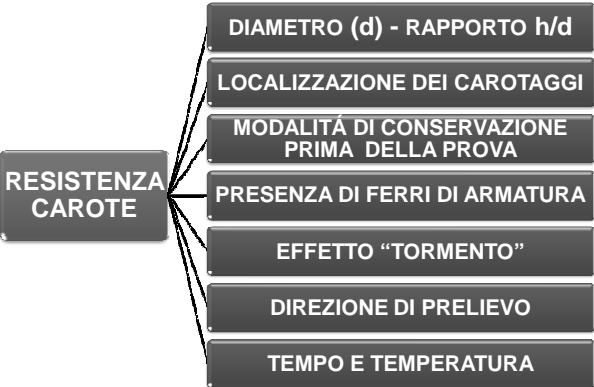 RESISTENZA
CAROTE
DIAMETRO (d) - RAPPORTO h/d
LOCALIZZAZIONE DEI CAROTAGGI
MODALITÁ DI CONSERVAZIONE
PRIMA DELLA PROVA
PRESENZA DI FERRI DI ARMATURA
EFFETTO “TORMENTO”
DIREZIONE DI PRELIEVO
TEMPO E TEMPERATURA